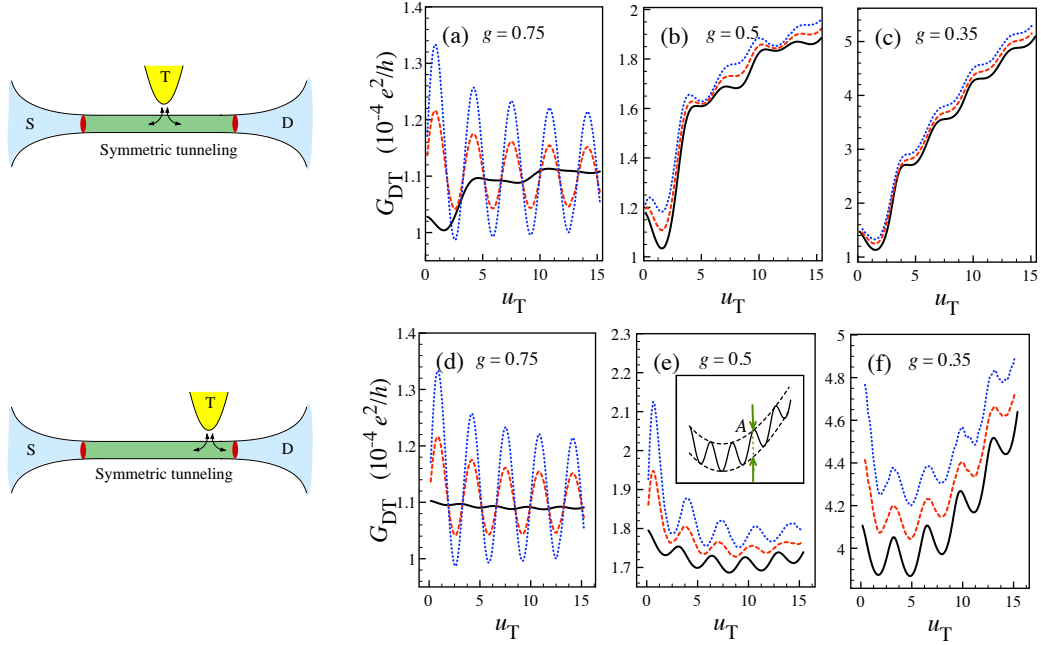 T
S
D
Symmetric tunneling
G_DT (10^-4 e^2/h)
(a) g = 0.75
1.4
1.3
1.2
1.1
1
0 5 10 15
u_T
(b) g = 0.5
2
1.8
1.6
1.4
1.2
1
0 5 10 15
u_T
(c) g = 0.35
5
4
3
2
1
0 5 10 15
u_T
T
S
D
Symmetric tunneling
G_DT (10^-4 e^2/h)
(d) g = 0.75
1.4
1.3
1.2
1.1
1
0 5 10 15
u_T
(e) g = 0.5
A
2.3
2.2
2.1
2.0
1.9
1.8
1.7
0 5 10 15
u_T
(f) g = 0.35
5
4.8
4.6
4.4
4.2
4
0 5 10 15
u_T